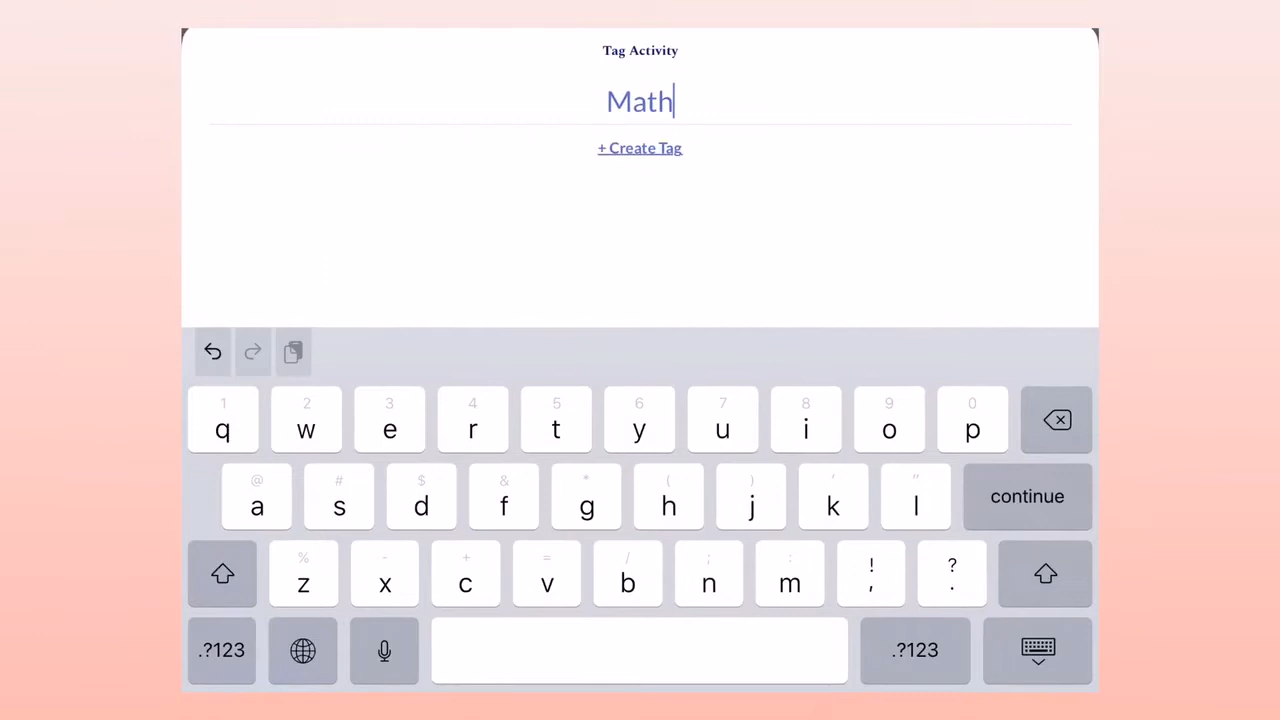 Tag Activity
Math
+ Create Tag
1 2 3 4 5 6 7 8 9 0
q w e r t y u i o p
@ # $ & * ( ) ' "
a s d f g h j k l continue
% - + = / ; : ! ?
z x c v b n m , .
.?123 .?123